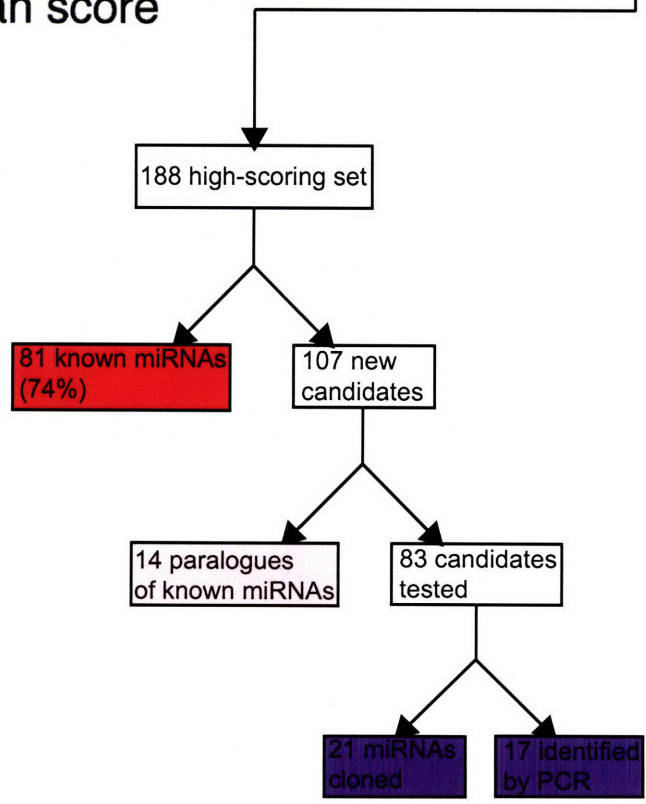 score
188 high-scoring set
81 known miRNAs
(74%)
107 new
candidates
14 paralogues
of known miRNAs
83 candidates
tested
21 miRNAs
cloned
17 identified
by PCR